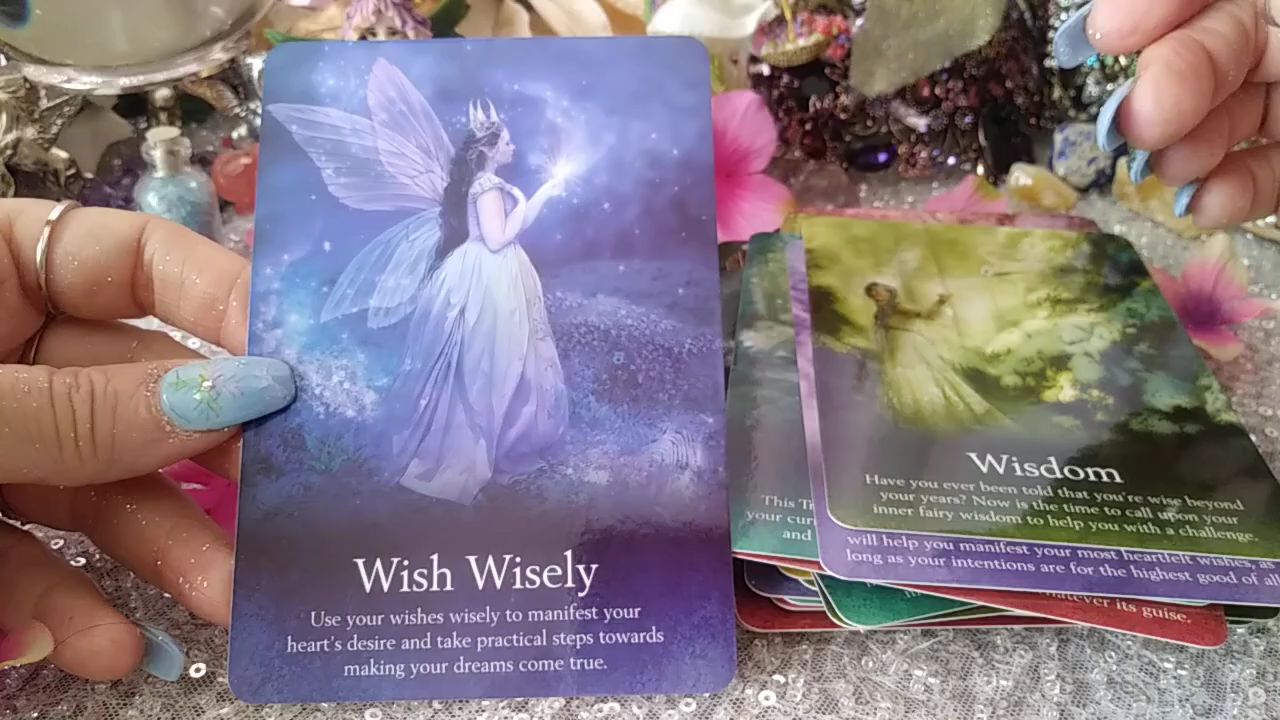 Wish Wisely
Use your wishes wisely to manifest your
heart's desire and take practical steps towards
making your dreams come true.
Wisdom
Have you ever been told that you're wise beyond
your years? Now is the time to call upon your
inner fairy wisdom to help you with a challenge.
will help you manifest your most heartfelt wishes, as
long as your intentions are for the highest good of all
This
your
and
whatever its guise.